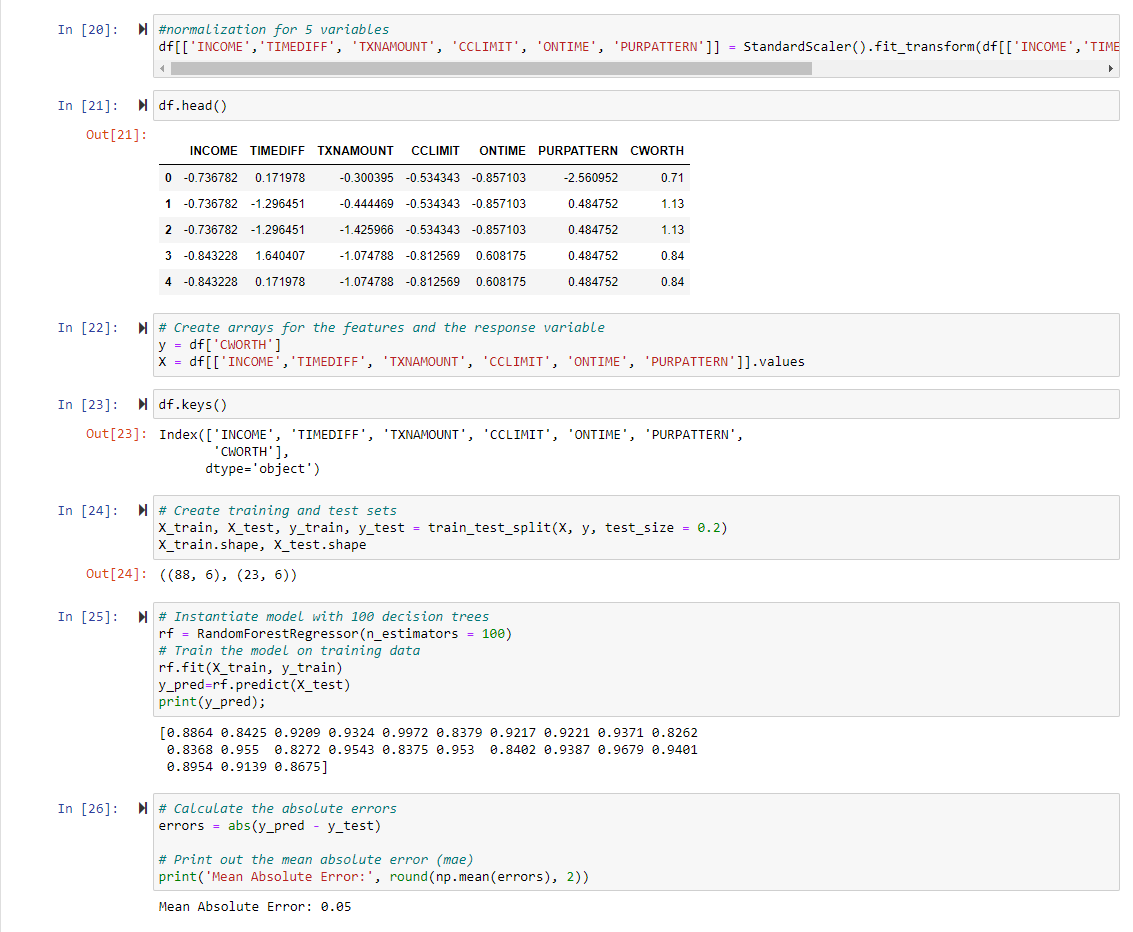 In [20]: #normalization for 5 variables
df[['INCOME','TIMEDIFF', 'TXNAMOUNT', 'CCLIMIT', 'ONTIME', 'PURPATTERN']] = StandardScaler().fit_transform(df[['INCOME','TIME
In [21]: df.head()
Out[21]:
INCOME TIMEDIFF TXNAMOUNT CCLIMIT ONTIME PURPATTERN CWORTH
0 -0.736782 0.171978 -0.300395 -0.534343 -0.857103 -2.560952 0.71
1 -0.736782 -1.296451 -0.444469 -0.534343 -0.857103 0.484752 1.13
2 -0.736782 -1.296451 -1.425966 -0.534343 -0.857103 0.484752 1.13
3 -0.843228 1.640407 -1.074788 -0.812569 0.608175 0.484752 0.84
4 -0.843228 0.171978 -1.074788 -0.812569 0.608175 0.484752 0.84
In [22]: # Create arrays for the features and the response variable
y = df['CWORTH']
X = df[['INCOME','TIMEDIFF', 'TXNAMOUNT', 'CCLIMIT', 'ONTIME', 'PURPATTERN']].values
In [23]: df.keys()
Out[23]: Index(['INCOME', 'TIMEDIFF', 'TXNAMOUNT', 'CCLIMIT', 'ONTIME', 'PURPATTERN',
'CWORTH'],
dtype='object')
In [24]: # Create training and test sets
X_train, X_test, y_train, y_test = train_test_split(X, y, test_size = 0.2)
X_train.shape, X_test.shape
Out[24]: ((88, 6), (23, 6))
In [25]: # Instantiate model with 100 decision trees
rf = RandomForestRegressor(n_estimators = 100)
# Train the model on training data
rf.fit(X_train, y_train)
y_pred=rf.predict(X_test)
print(y_pred);
[0.8864 0.8425 0.9209 0.9324 0.9972 0.8379 0.9217 0.9221 0.9371 0.8262
0.8368 0.955 0.8272 0.9543 0.8375 0.953 0.8402 0.9387 0.9679 0.9401
0.8954 0.9139 0.8675]
In [26]: # Calculate the absolute errors
errors = abs(y_pred - y_test)
# Print out the mean absolute error (mae)
print('Mean Absolute Error:', round(np.mean(errors), 2))
Mean Absolute Error: 0.05